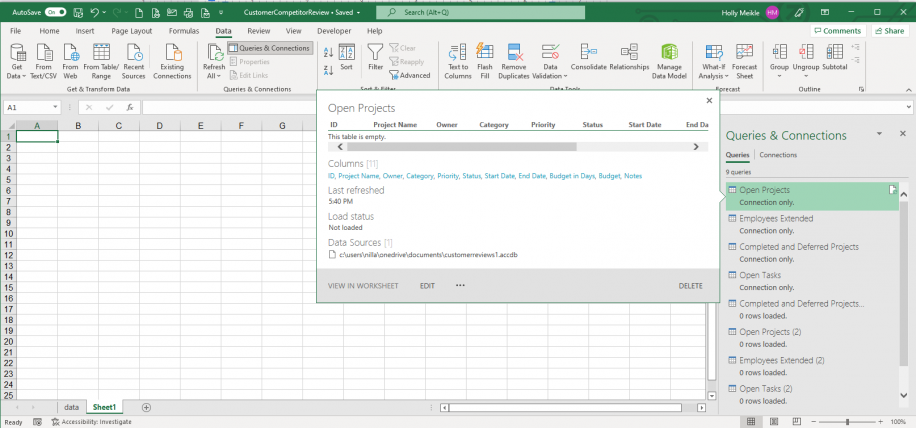 AutoSave On CustomerCompetitorReview • Saved Search (Alt+Q) Holly Meikle HM
File Home Insert Page Layout Formulas Data Review View Developer Help Comments Share
Get Data From Text/CSV From Web From Table/Range Recent Sources Existing Connections
Get & Transform Data
Refresh All Queries & Connections
Properties
Edit Links
Queries & Connections
Sort Filter Clear
Reapply
Advanced
Sort & Filter
Text to Columns Flash Fill Remove Duplicates Data Validation Consolidate Relationships Manage Data Model
Data Tools
What-If Analysis Forecast Sheet
Forecast
Group Ungroup Subtotal
Outline
A1 fx
A B C D E F G
1
2
3
4
5
6
7
8
9
10
11
12
13
14
15
16
17
18
19
20
21
22
23
24
25
Open Projects
ID Project Name Owner Category Priority Status Start Date End Da
This table is empty.
Columns [11]
ID, Project Name, Owner, Category, Priority, Status, Start Date, End Date, Budget in Days, Budget, Notes
Last refreshed
5:40 PM
Load status
Not loaded
Data Sources [1]
c:\users\nilla\onedrive\documents\customerreviews1.accdb
VIEW IN WORKSHEET EDIT ••• DELETE
Queries & Connections
Queries Connections
9 queries
Open Projects
Connection only.
Employees Extended
Connection only.
Completed and Deferred Projects
Connection only.
Open Tasks
Connection only.
Completed and Deferred Projects...
0 rows loaded.
Open Projects (2)
0 rows loaded.
Employees Extended (2)
0 rows loaded.
Open Tasks (2)
0 rows loaded.
data Sheet1
Ready Accessibility: Investigate 100%